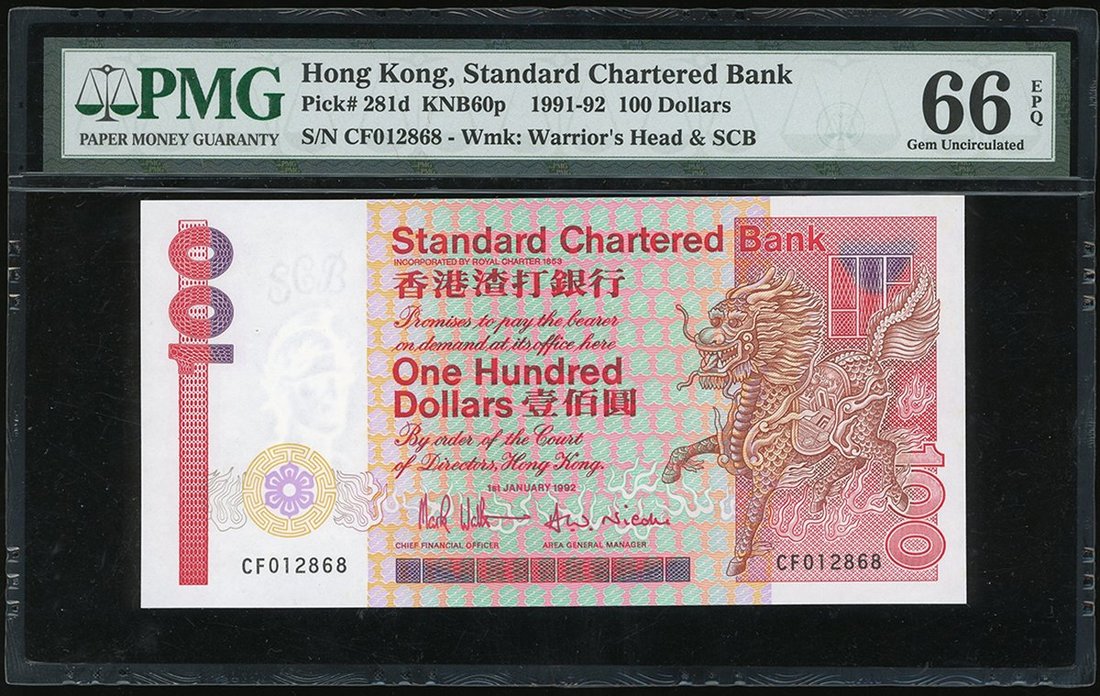 PMG
PAPER MONEY GUARANTY
Hong Kong, Standard Chartered Bank
Pick# 281d KNB60p 1991-92 100 Dollars
S/N CF012868 - Wmk: Warrior's Head & SCB
66
EPQ
Gem Uncirculated
100
SCB
Standard Chartered Bank
INCORPORATED BY ROYAL CHARTER 1853
香港渣打銀行
Promises to pay the bearer
on demand at its office here
One Hundred
Dollars 壹佰圓
By order of the Court
of Directors, Hong Kong.
1st JANUARY 1992
CHIEF FINANCIAL OFFICER
AREA GENERAL MANAGER
CF012868
CF012868
100